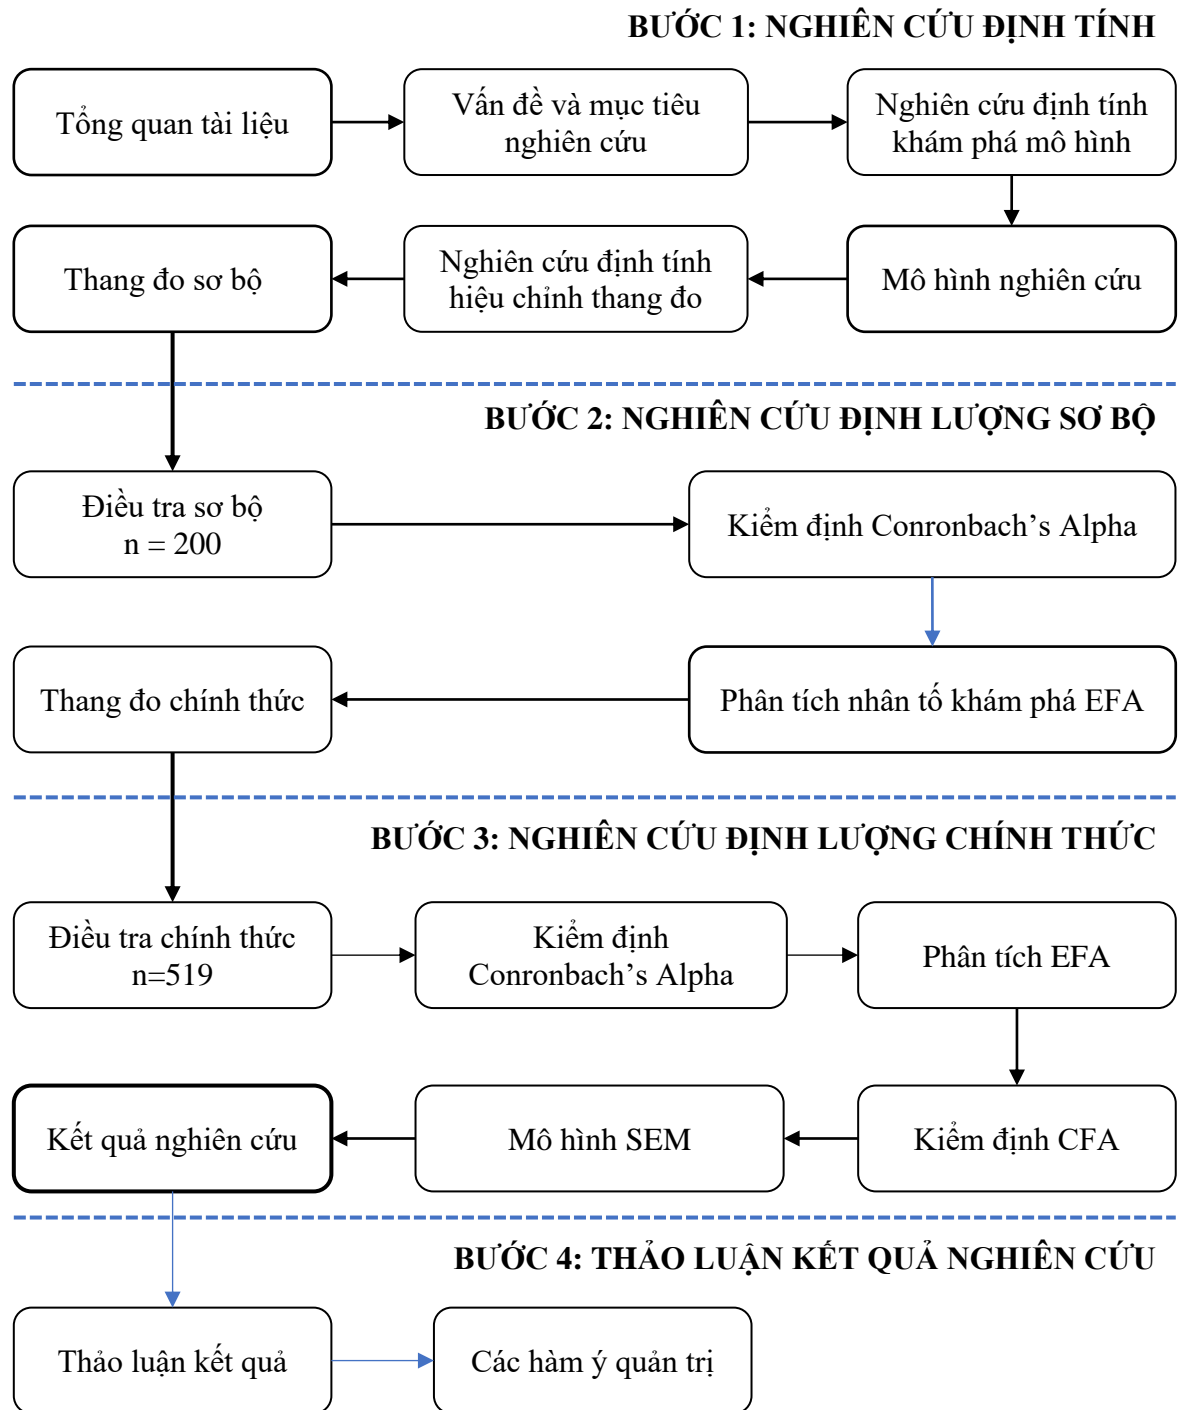 BƯỚC 1: NGHIÊN CỨU ĐỊNH TÍNH
Tổng quan tài liệu
Vấn đề và mục tiêu
nghiên cứu
Nghiên cứu định tính
khám phá mô hình
Thang đo sơ bộ
Nghiên cứu định tính
hiệu chỉnh thang đo
Mô hình nghiên cứu
BƯỚC 2: NGHIÊN CỨU ĐỊNH LƯỢNG SƠ BỘ
Điều tra sơ bộ
n = 200
Kiểm định Conronbach’s Alpha
Thang đo chính thức
Phân tích nhân tố khám phá EFA
BƯỚC 3: NGHIÊN CỨU ĐỊNH LƯỢNG CHÍNH THỨC
Điều tra chính thức
n=519
Kiểm định
Conronbach’s Alpha
Phân tích EFA
Kết quả nghiên cứu
Mô hình SEM
Kiểm định CFA
BƯỚC 4: THẢO LUẬN KẾT QUẢ NGHIÊN CỨU
Thảo luận kết quả
Các hàm ý quản trị